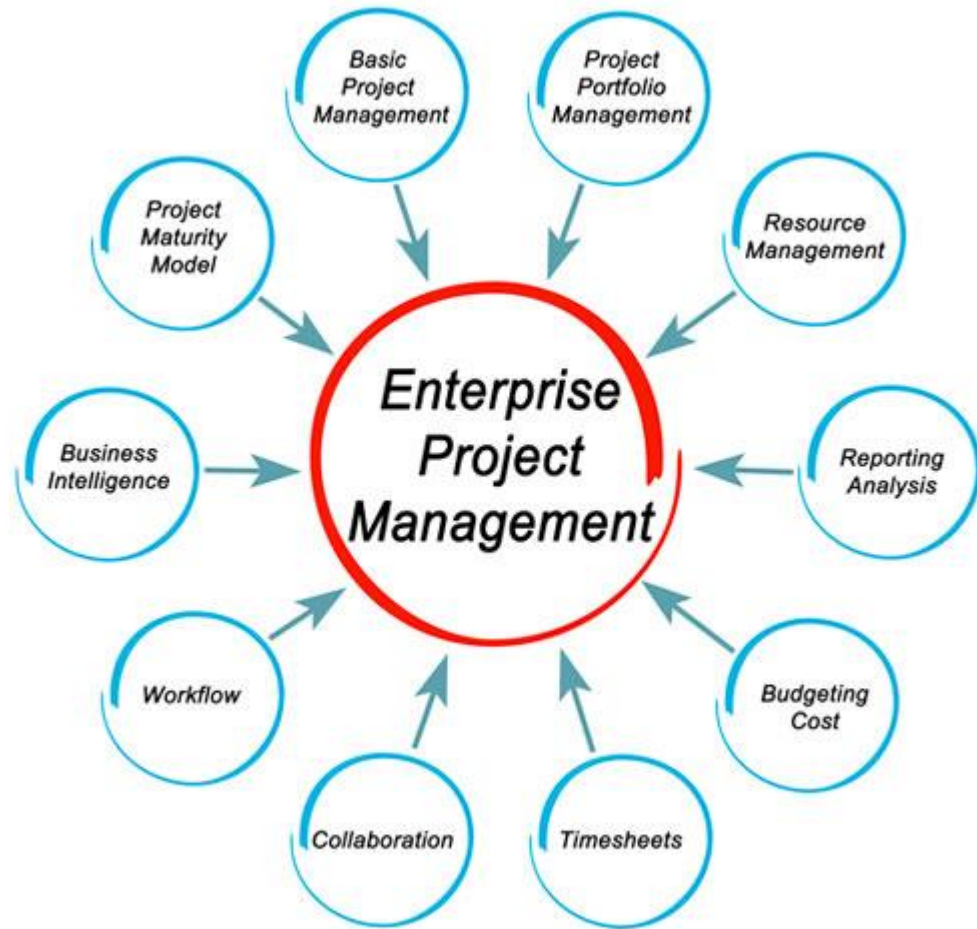 Basic
Project
Management
Project
Portfolio
Management
Project
Maturity
Model
Resource
Management
Enterprise
Project
Management
Business
Intelligence
Reporting
Analysis
Workflow
Budgeting
Cost
Collaboration
Timesheets